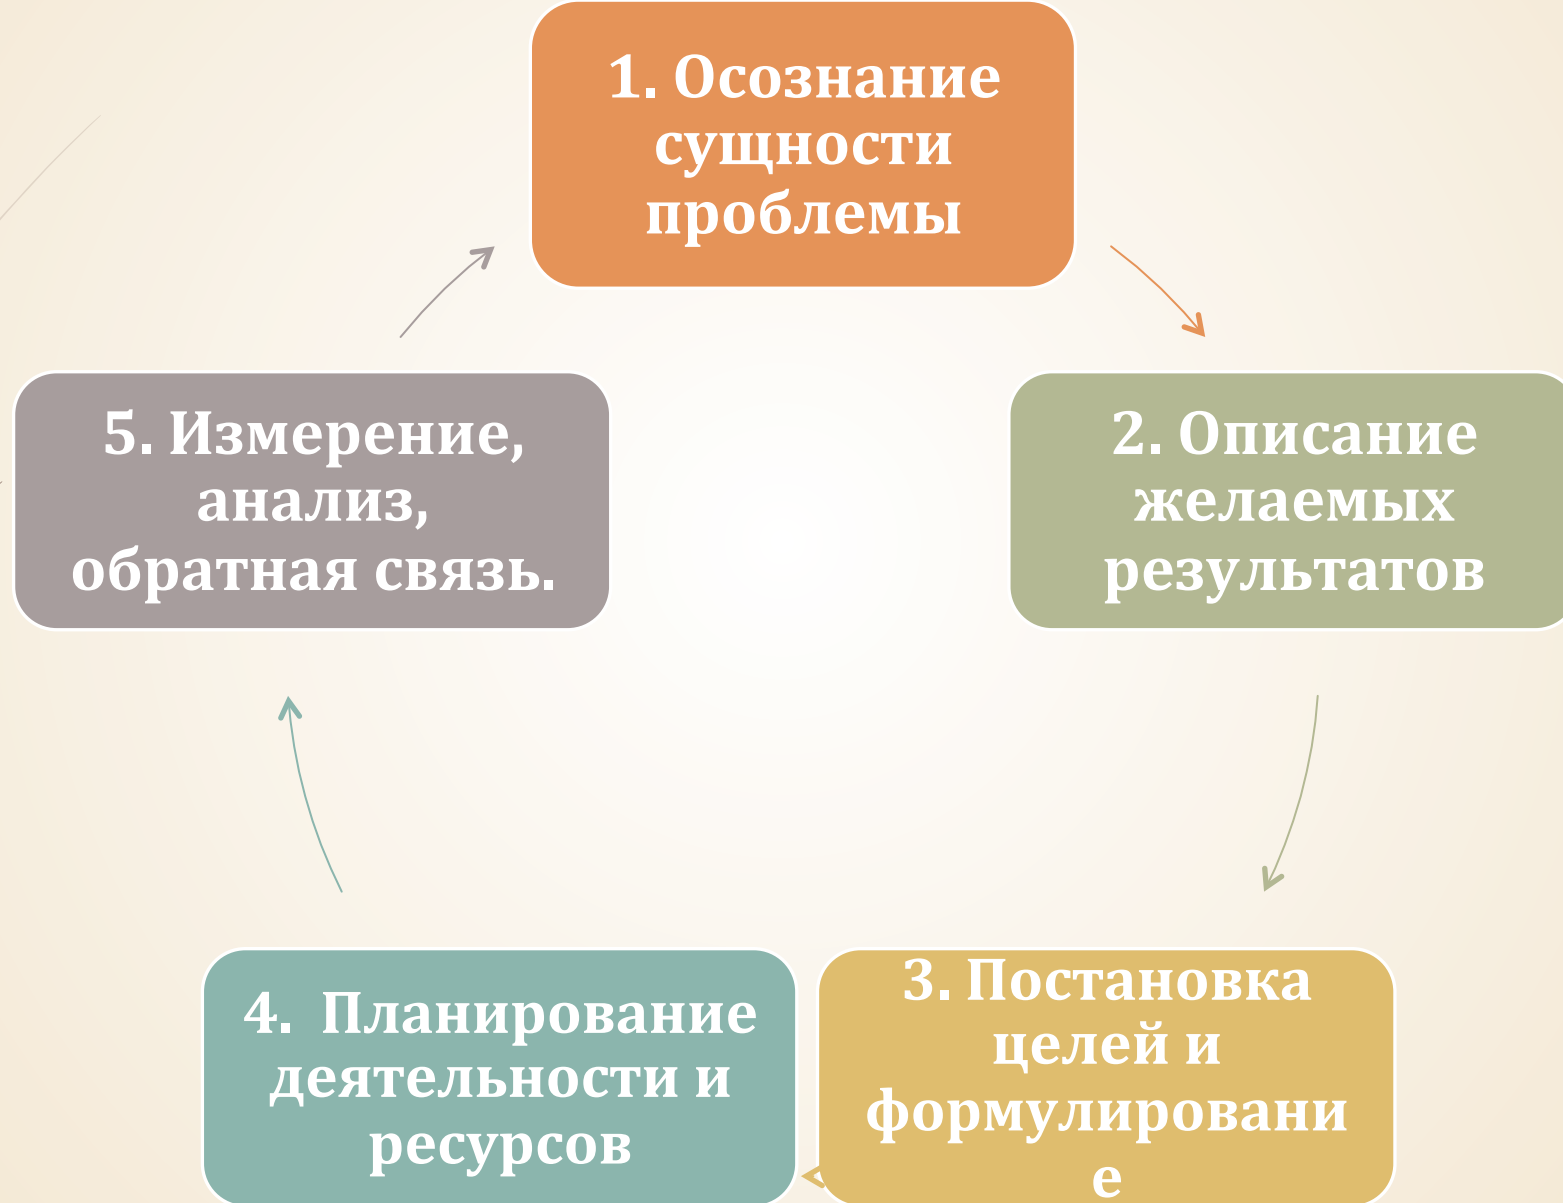 1. Осознание
сущности
проблемы
2. Описание
желаемых
результатов
3. Постановка
целей и
формулировани
е
4. Планирование
деятельности и
ресурсов
5. Измерение,
анализ,
обратная связь.